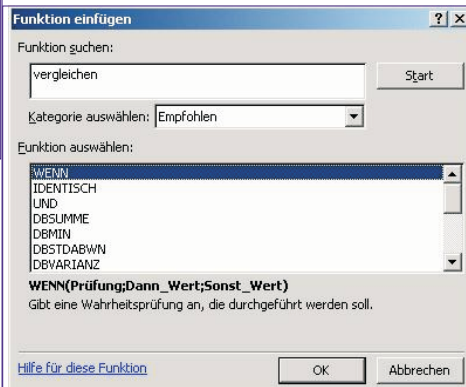 Funktion einfügen
Funktion suchen:
vergleichen
Start
Kategorie auswählen: Empfohlen
Funktion auswählen:
WENN
IDENTISCH
UND
DBSUMME
DBMIN
DBSTDABWN
DBVARIANZ
WENN(Prüfung;Dann_Wert;Sonst_Wert)
Gibt eine Wahrheitsprüfung an, die durchgeführt werden soll.
Hilfe für diese Funktion OK Abbrechen